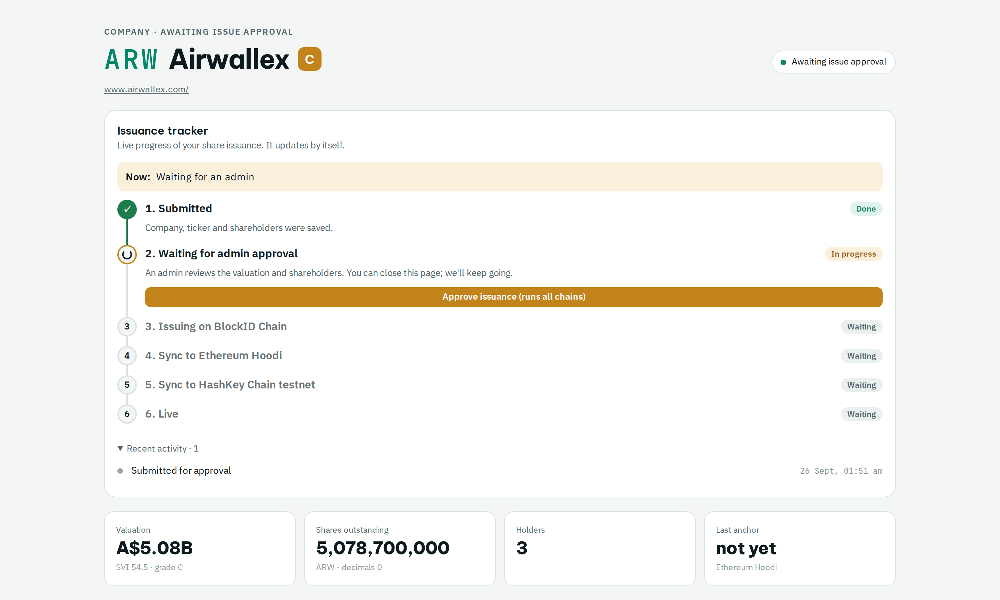 COMPANY · AWAITING ISSUE APPROVAL
ARW Airwallex C
Awaiting issue approval
www.airwallex.com/
Issuance tracker
Live progress of your share issuance. It updates by itself.
Now: Waiting for an admin
✓ 1. Submitted Done
Company, ticker and shareholders were saved.
2. Waiting for admin approval In progress
An admin reviews the valuation and shareholders. You can close this page; we'll keep going.
Approve issuance (runs all chains)
3 3. Issuing on BlockID Chain Waiting
4 4. Sync to Ethereum Hoodi Waiting
5 5. Sync to HashKey Chain testnet Waiting
6 6. Live Waiting
▼ Recent activity · 1
Submitted for approval 26 Sept, 01:51 am
Valuation
A$5.08B
SVI 54.5 · grade C
Shares outstanding
5,078,700,000
ARW · decimals 0
Holders
3
Last anchor
not yet
Ethereum Hoodi